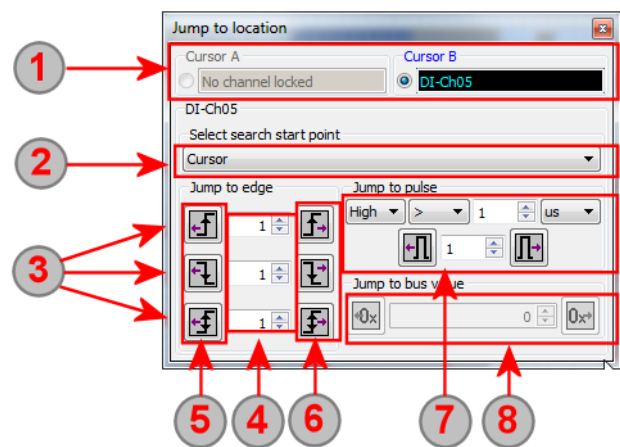 Jump to location
1
Cursor A
Cursor B
No channel locked
DI-Ch05
DI-Ch05
Select search start point
2
Cursor
Jump to edge
Jump to pulse
1
High > 1 us
1
3
1
Jump to bus value
0x 0 0x
1
5 4 6 7 8